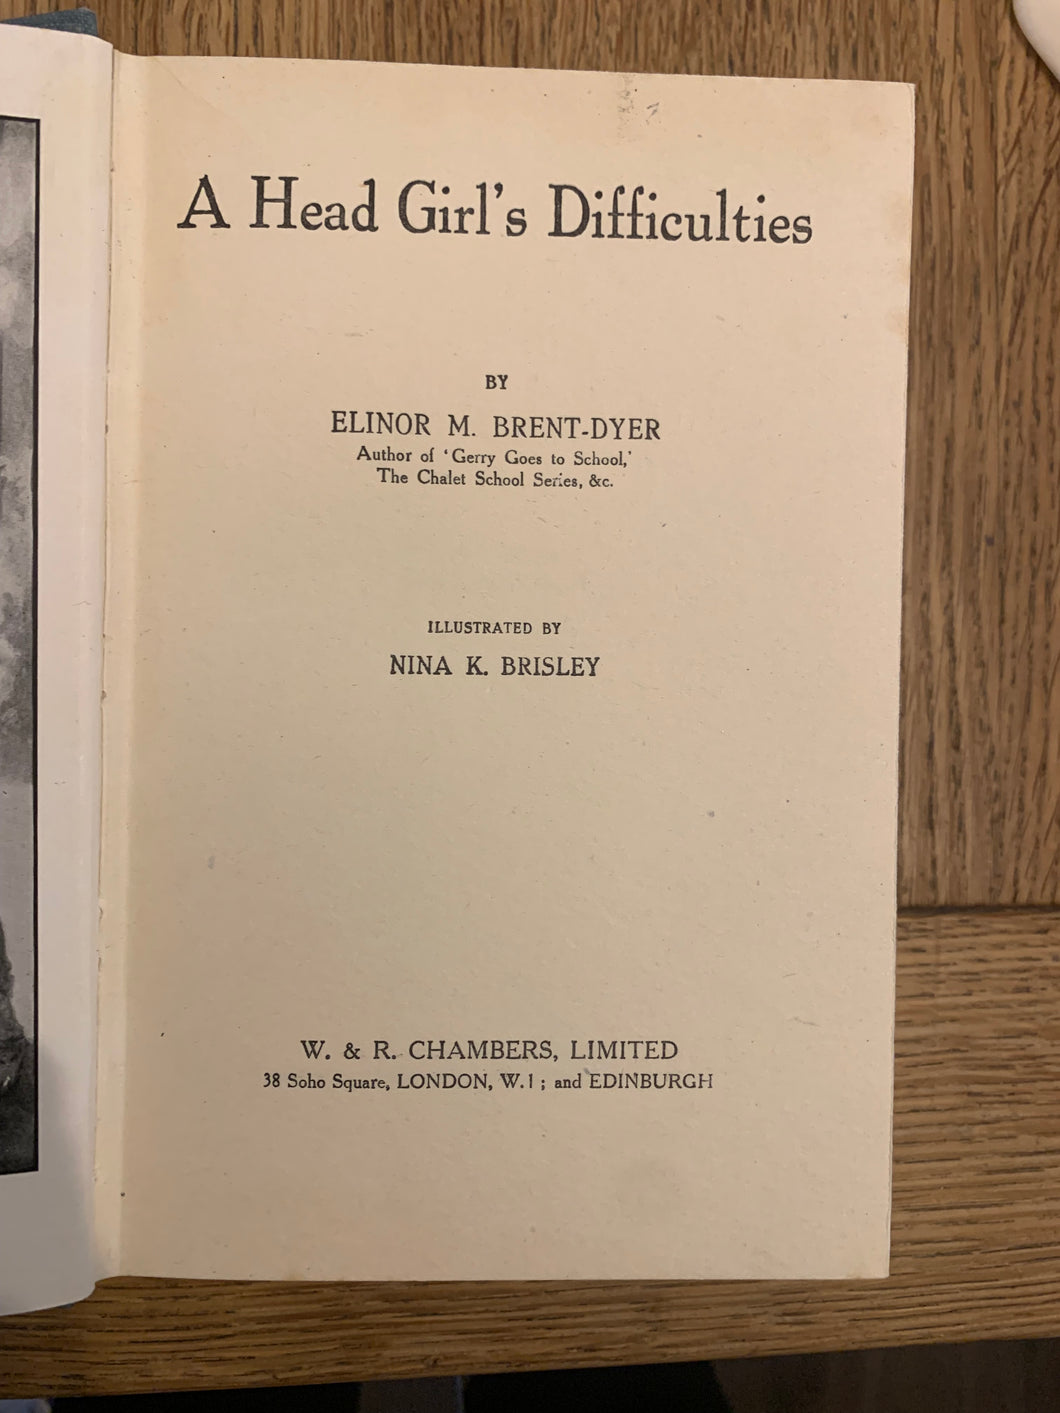 A Head Girl's Difficulties
BY
ELINOR M. BRENT-DYER
Author of ‘Gerry Goes to School,’
The Chalet School Series, &c.
ILLUSTRATED BY
NINA K. BRISLEY
W. & R. CHAMBERS, LIMITED
38 Soho Square, LONDON, W.1; and EDINBURGH